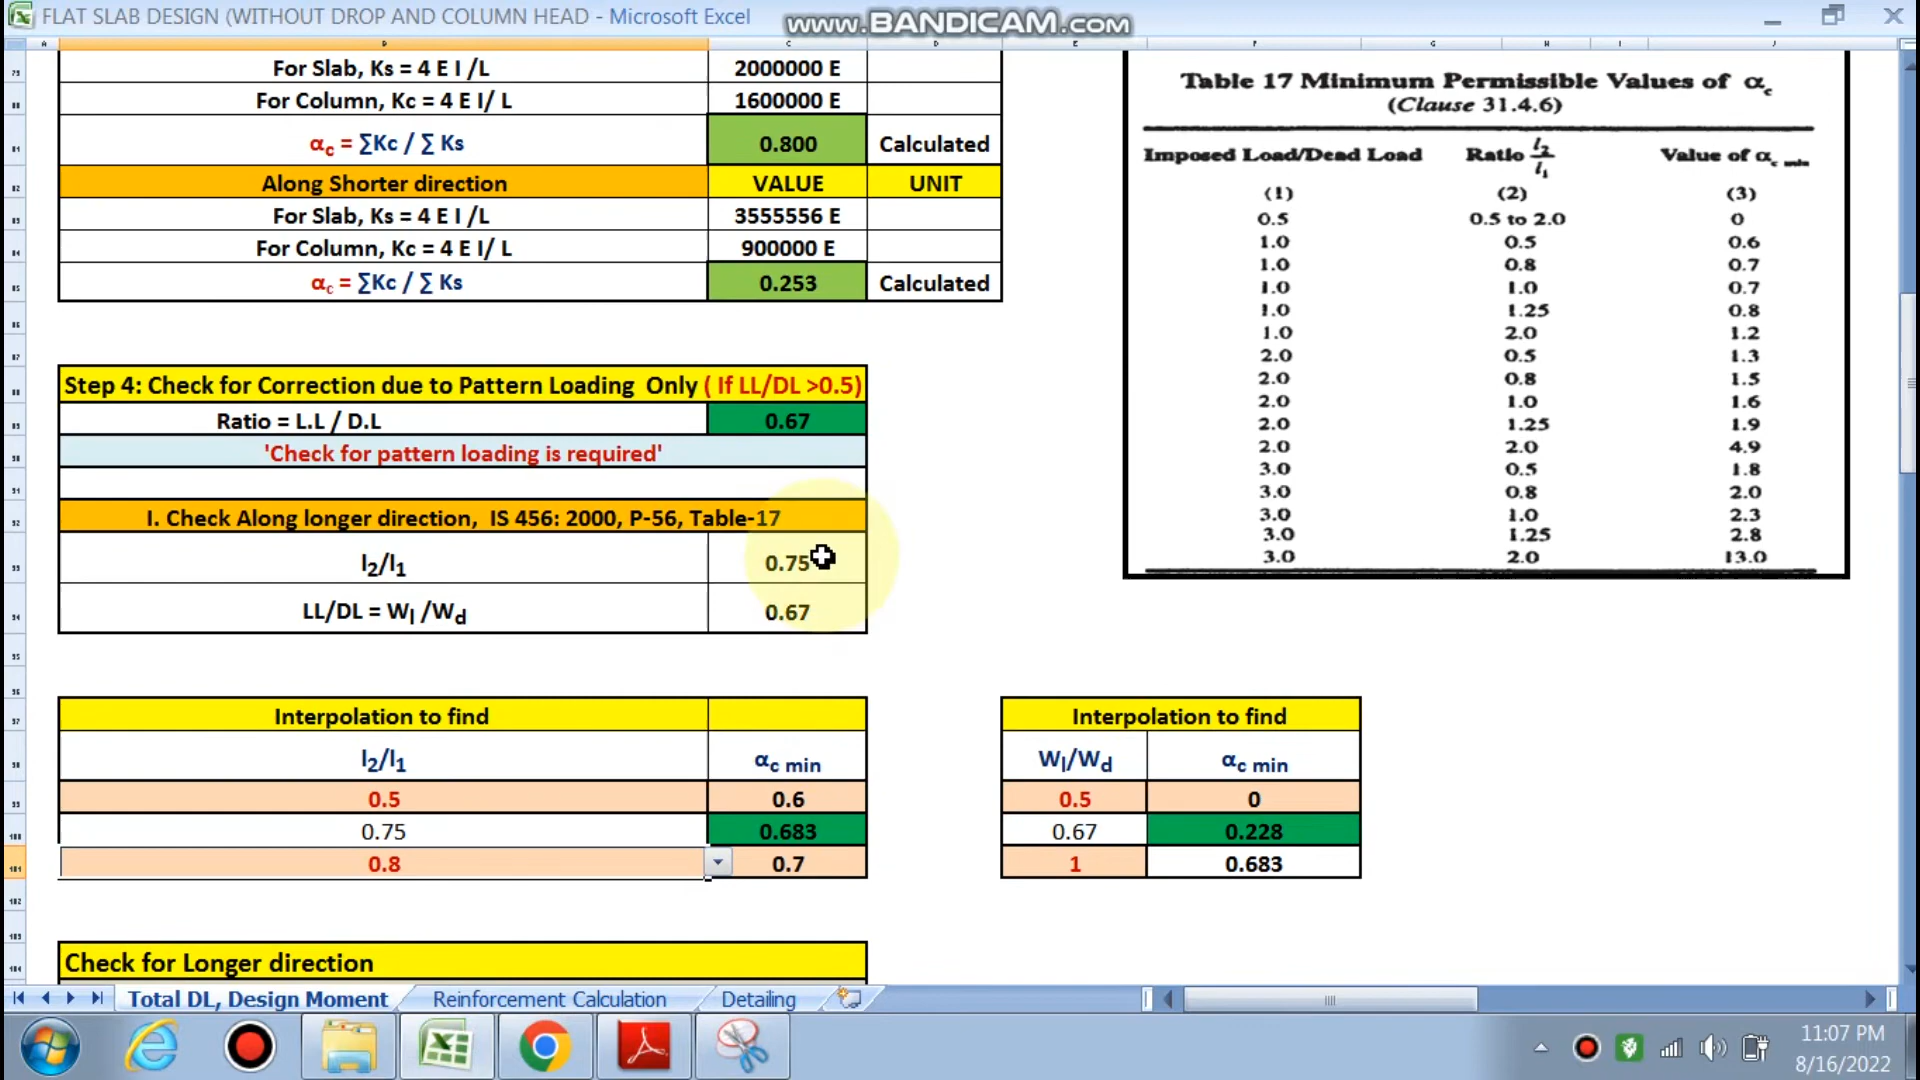 FLAT SLAB DESIGN (WITHOUT DROP AND COLUMN HEAD - Microsoft Excel
www.BANDICAM.com
For Slab, Ks = 4 E I /L 2000000 E
For Column, Kc = 4 E I/ L 1600000 E
αc = ∑Kc / ∑ Ks 0.800 Calculated
Along Shorter direction VALUE UNIT
For Slab, Ks = 4 E I /L 3555556 E
For Column, Kc = 4 E I/ L 900000 E
αc = ∑Kc / ∑ Ks 0.253 Calculated
Step 4: Check for Correction due to Pattern Loading Only ( If LL/DL >0.5)
Ratio = L.L / D.L 0.67
'Check for pattern loading is required'
I. Check Along longer direction, IS 456: 2000, P-56, Table-17
l2/l1 0.75
LL/DL = Wl /Wd 0.67
Table 17 Minimum Permissible Values of αc
(Clause 31.4.6)
Imposed Load/Dead Load Ratio l2/l1 Value of αc min
(1) (2) (3)
0.5 0.5 to 2.0 0
1.0 0.5 0.6
1.0 0.8 0.7
1.0 1.0 0.7
1.0 1.25 0.8
1.0 2.0 1.2
2.0 0.5 1.3
2.0 0.8 1.5
2.0 1.0 1.6
2.0 1.25 1.9
2.0 2.0 4.9
3.0 0.5 1.8
3.0 0.8 2.0
3.0 1.0 2.3
3.0 1.25 2.8
3.0 2.0 13.0
Interpolation to find
l2/l1 αc min
0.5 0.6
0.75 0.683
0.8 0.7
Interpolation to find
Wl/Wd αc min
0.5 0
0.67 0.228
1 0.683
Check for Longer direction
Total DL, Design Moment Reinforcement Calculation Detailing
11:07 PM
8/16/2022